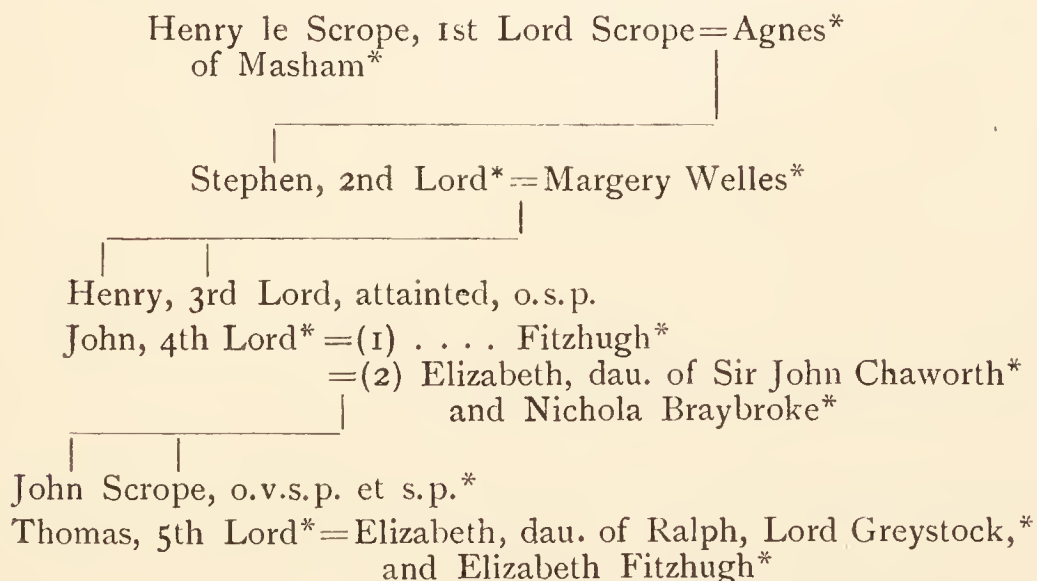 Henry le Scrope, 1st Lord Scrope=Agnes*
of Masham*
Stephen, 2nd Lord*=Margery Welles*
Henry, 3rd Lord, attainted, o.s.p.
John, 4th Lord*=(1) . . . . Fitzhugh*
=(2) Elizabeth, dau. of Sir John Chaworth*
and Nichola Braybroke*
John Scrope, o.v.s.p. et s.p.*
Thomas, 5th Lord*=Elizabeth, dau. of Ralph, Lord Greystock,*
and Elizabeth Fitzhugh*